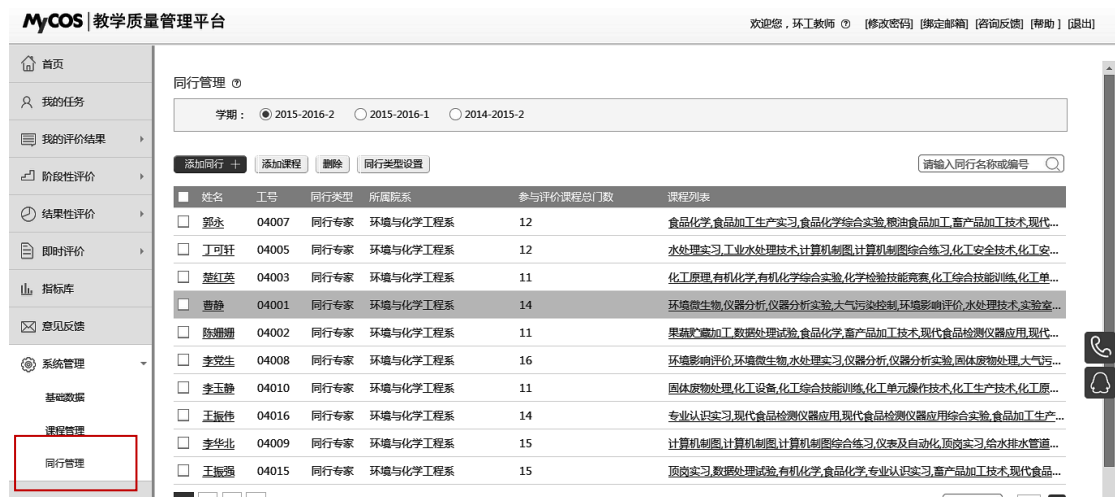 MyCOS 教学质量管理平台
欢迎您，环工教师 [修改密码] [绑定邮箱] [咨询反馈] [帮助] [退出]
首页
我的任务
我的评价结果
阶段性评价
结果性评价
即时评价
指标库
意见反馈
系统管理
基础数据
课程管理
同行管理
同行管理
学期： 2015-2016-2 2015-2016-1 2014-2015-2
添加同行 + 添加课程 删除 同行类型设置 请输入同行名称或编号
姓名 工号 同行类型 所属院系 参与评价课程总门数 课程列表
郭永 04007 同行专家 环境与化学工程系 12 食品化学,食品加工生产实习,食品化学综合实验,粮油食品加工,畜产品加工技术,现代...
丁可轩 04005 同行专家 环境与化学工程系 12 水处理实习,工业水处理技术,计算机制图,计算机制图综合练习,化工安全技术,化工安...
楚红英 04003 同行专家 环境与化学工程系 11 化工原理,有机化学,有机化学综合实验,化学检验技能竞赛,化工综合技能训练,化工单...
曹静 04001 同行专家 环境与化学工程系 14 环境微生物,仪器分析,仪器分析实验,大气污染控制,环境影响评价,水处理技术,实验室...
陈姗姗 04002 同行专家 环境与化学工程系 11 果蔬贮藏加工,数据处理试验,食品化学,畜产品加工技术,现代食品检测仪器应用,现代...
李党生 04008 同行专家 环境与化学工程系 16 环境影响评价,环境微生物,水处理实习,仪器分析,仪器分析实验,固体废物处理,大气污...
李玉静 04010 同行专家 环境与化学工程系 11 固体废物处理,化工设备,化工综合技能训练,化工单元操作技术,化工生产技术,化工原...
王振伟 04016 同行专家 环境与化学工程系 14 专业认识实习,现代食品检测仪器应用,现代食品检测仪器应用综合实验,食品加工生产...
李华北 04009 同行专家 环境与化学工程系 15 计算机制图,计算机制图,计算机制图综合练习,仪表及自动化,顶岗实习,给水排水管道...
王振强 04015 同行专家 环境与化学工程系 15 顶岗实习,数据处理试验,有机化学,食品化学,专业认识实习,畜产品加工技术,现代食品...